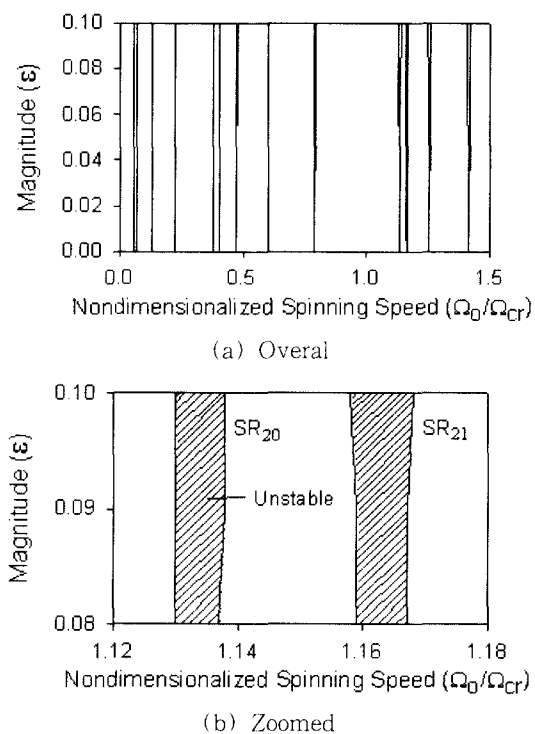 0.10
0.08
0.06
0.04
0.02
0.00
Magnitude (ε)
0.0 0.5 1.0 1.5
Nondimensionalized Spinning Speed (Ω₀/Ωcr)
(a) Overal
0.10
0.09
0.08
Magnitude (ε)
SR₂₀
SR₂₁
Unstable
1.12 1.14 1.16 1.18
Nondimensionalized Spinning Speed (Ω₀/Ωcr)
(b) Zoomed